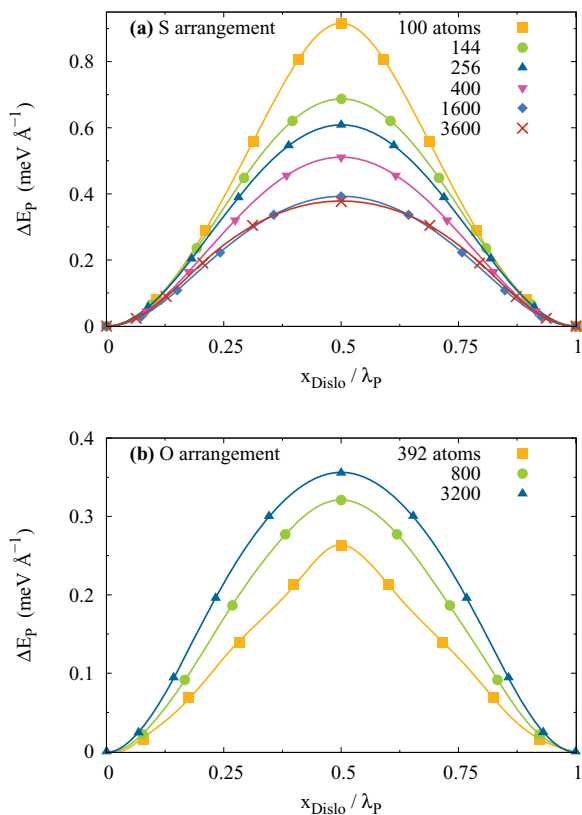 (a) S arrangement
100 atoms
144
256
400
1600
3600
0.8
0.6
0.4
0.2
0
ΔE_P (meV Å⁻¹)
0 0.25 0.5 0.75 1
x_Dislo / λ_P
(b) O arrangement
392 atoms
800
3200
0.4
0.3
0.2
0.1
0
ΔE_P (meV Å⁻¹)
0 0.25 0.5 0.75 1
x_Dislo / λ_P